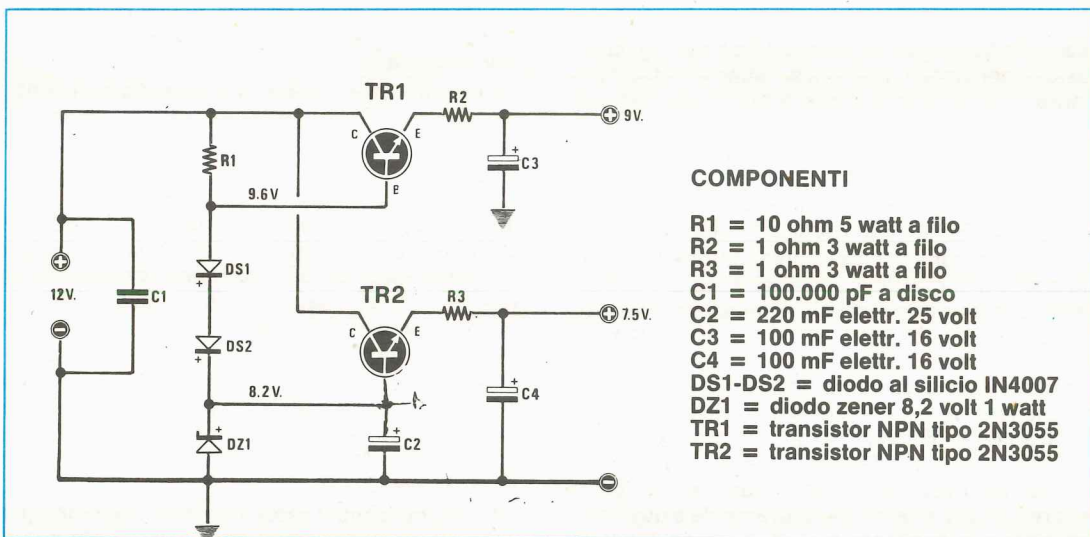 TR1
R2
C
E
9V.
R1
B
C3
9.6V
DS1
12V.
C1
TR2
R3
C
E
7.5V.
DS2
8.2V.
C4
DZ1
C2
COMPONENTI
R1 = 10 ohm 5 watt a filo
R2 = 1 ohm 3 watt a filo
R3 = 1 ohm 3 watt a filo
C1 = 100.000 pF a disco
C2 = 220 mF elettr. 25 volt
C3 = 100 mF elettr. 16 volt
C4 = 100 mF elettr. 16 volt
DS1-DS2 = diodo al silicio IN4007
DZ1 = diodo zener 8,2 volt 1 watt
TR1 = transistor NPN tipo 2N3055
TR2 = transistor NPN tipo 2N3055